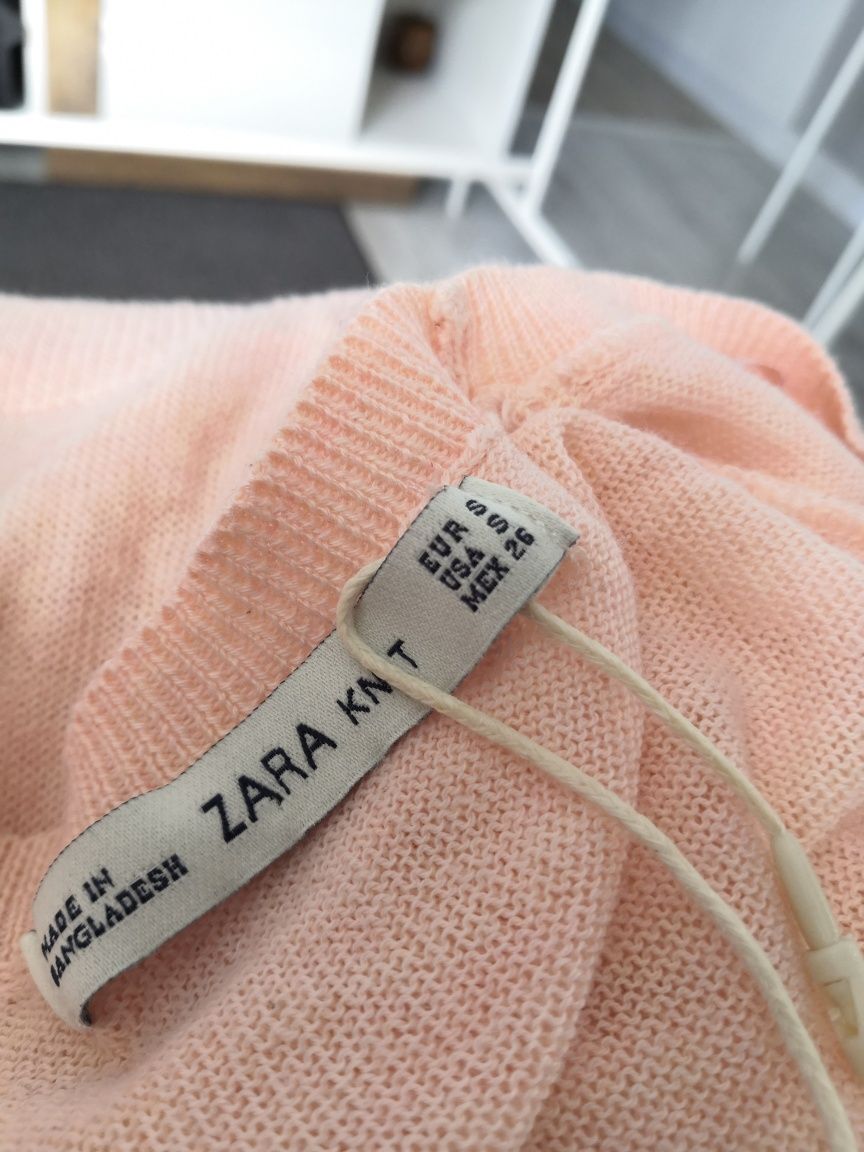 MADE IN
BANGLADESH
ZARA KNIT
EUR S
USA S
MEX 26